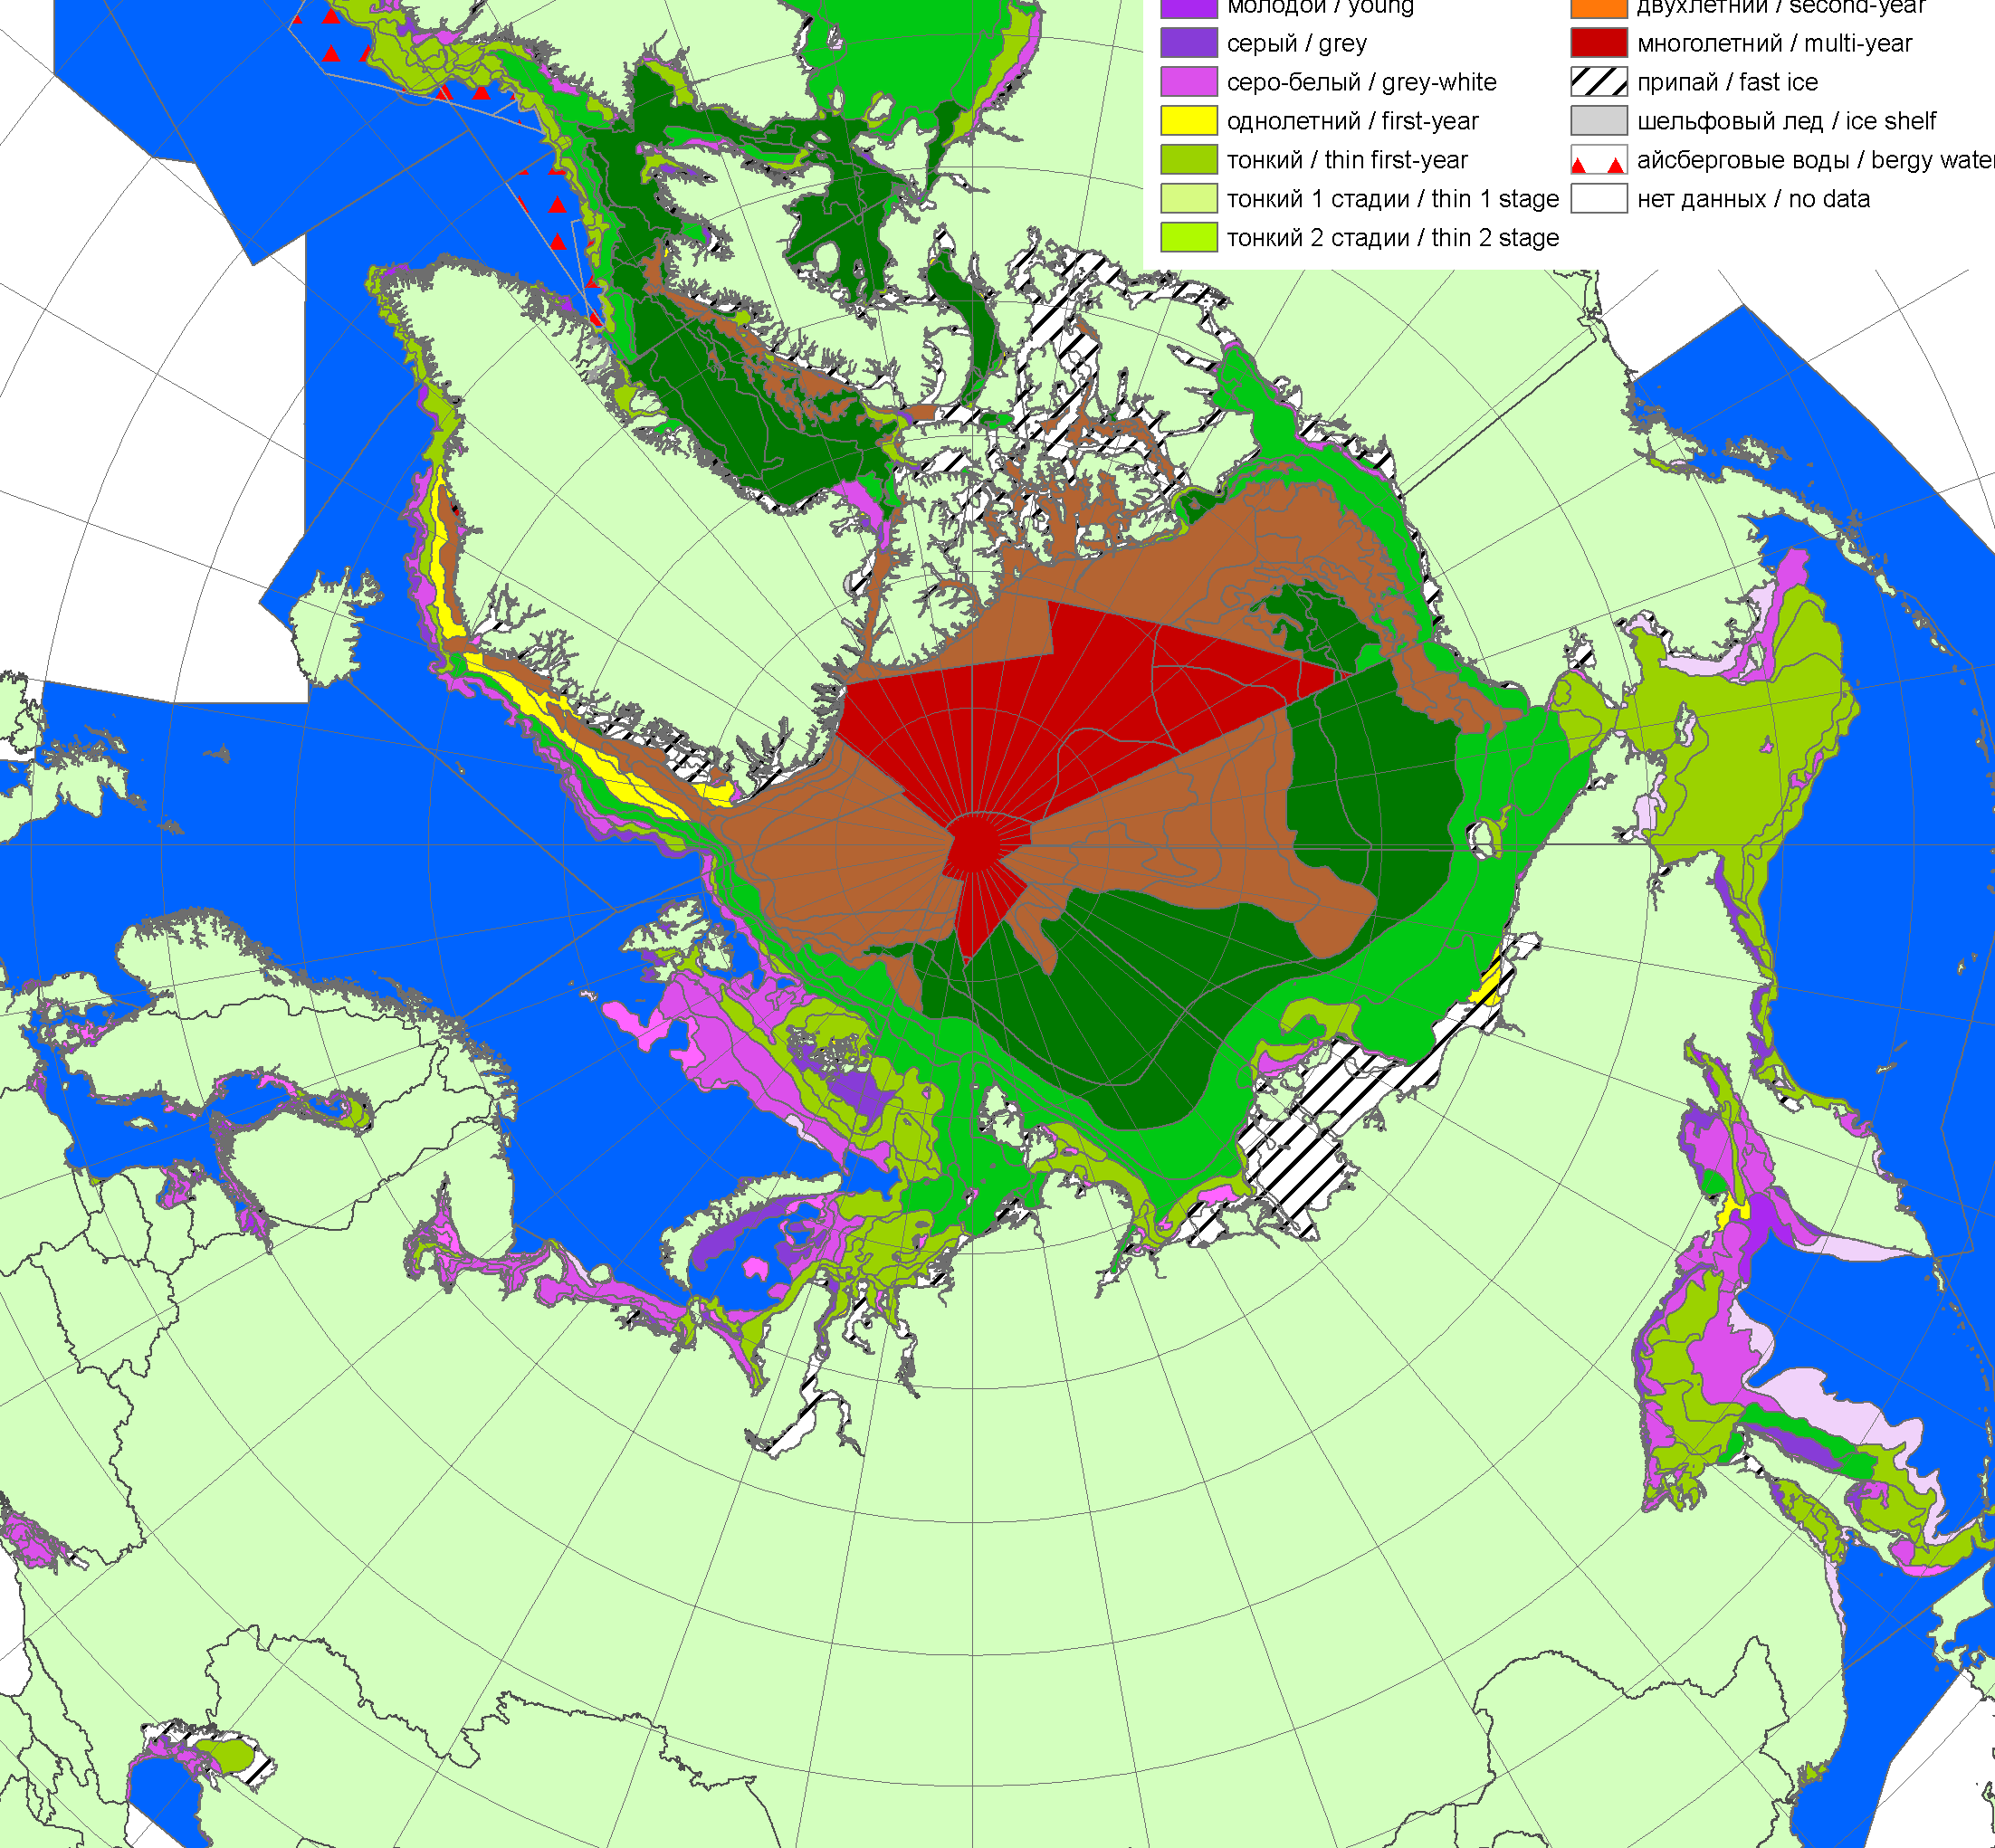 молодой / young
серый / grey
серо-белый / grey-white
однолетний / first-year
тонкий / thin first-year
тонкий 1 стадии / thin 1 stage
тонкий 2 стадии / thin 2 stage
двухлетний / second-year
многолетний / multi-year
припай / fast ice
шельфовый лед / ice shelf
айсберговые воды / bergy water
нет данных / no data